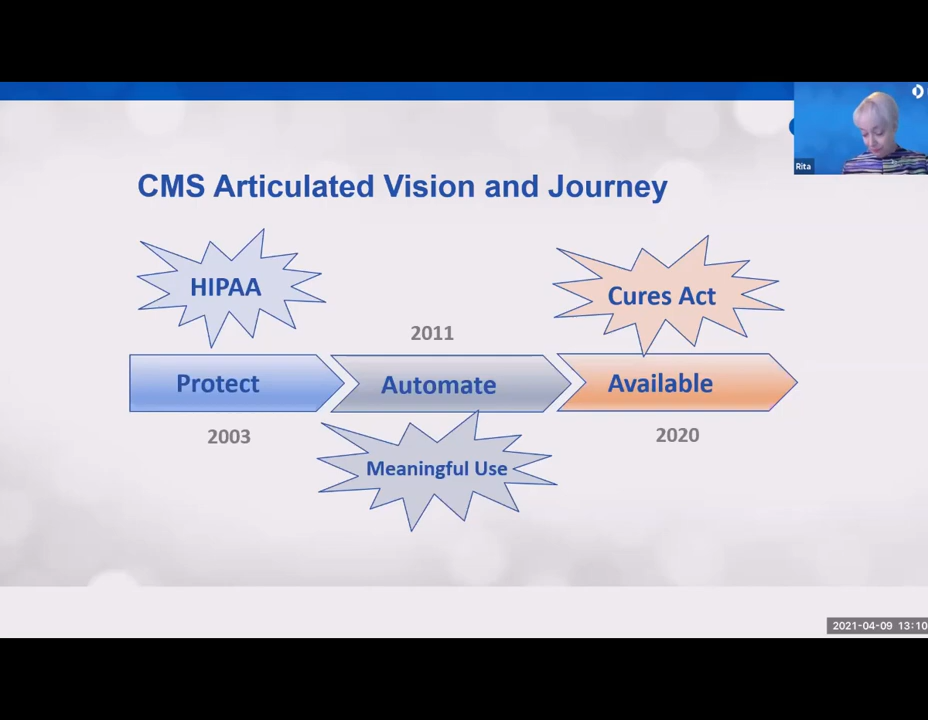 Rita
CMS Articulated Vision and Journey
HIPAA
Cures Act
2011
Protect
Automate
Available
2003
2020
Meaningful Use
2021-04-09 13:10